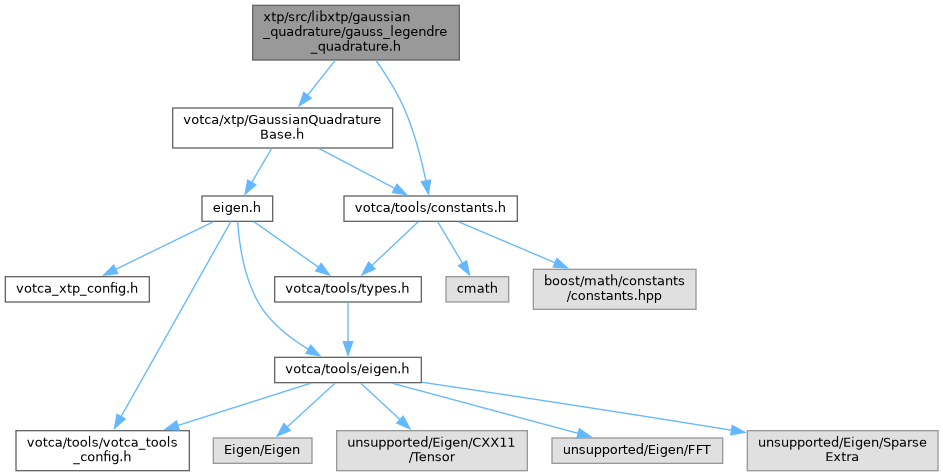 xtp/src/libxtp/gaussian
_quadrature/gauss_legendre
_quadrature.h
votca/xtp/GaussianQuadrature
Base.h
eigen.h
votca/tools/constants.h
votca_xtp_config.h
votca/tools/types.h
cmath
boost/math/constants
/constants.hpp
votca/tools/eigen.h
votca/tools/votca_tools
_config.h
Eigen/Eigen
unsupported/Eigen/CXX11
/Tensor
unsupported/Eigen/FFT
unsupported/Eigen/Sparse
Extra